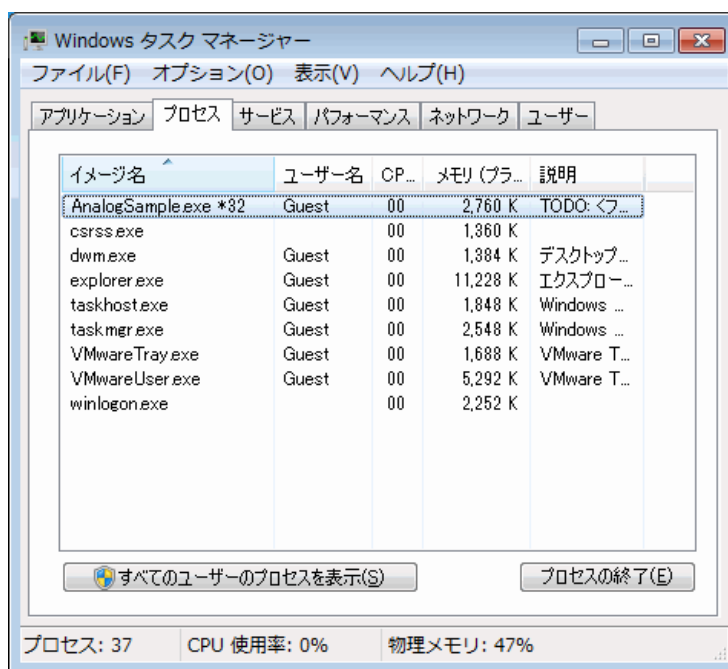 Windows タスク マネージャー
ファイル(F) オプション(O) 表示(V) ヘルプ(H)
アプリケーション プロセス サービス パフォーマンス ネットワーク ユーザー
イメージ名 ユーザー名 CP... メモリ (プラ... 説明
AnalogSample.exe *32 Guest 00 2,760 K TODO: <フ...
csrss.exe 00 1,360 K
dwm.exe Guest 00 1,384 K デスクトップ...
explorer.exe Guest 00 11,228 K エクスプロー...
taskhost.exe Guest 00 1,848 K Windows ...
taskmgr.exe Guest 00 2,548 K Windows ...
VMwareTray.exe Guest 00 1,688 K VMware T...
VMwareUser.exe Guest 00 5,292 K VMware T...
winlogon.exe 00 2,252 K
すべてのユーザーのプロセスを表示(S) プロセスの終了(E)
プロセス: 37 CPU 使用率: 0% 物理メモリ: 47%